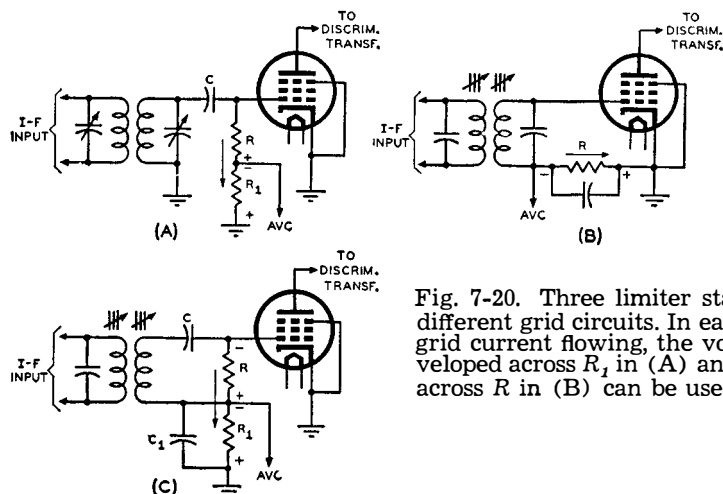 TO
DISCRIM.
TRANSF.
C
I-F
INPUT
R
+
-
R1
+
AVC
(A)
TO
DISCRIM.
TRANSF.
I-F
INPUT
R
-
+
AVC
(B)
TO
DISCRIM.
TRANSF.
C
I-F
INPUT
-
R
+
-
C1
R1
+
AVC
(C)
Fig. 7-20. Three limiter sta
different grid circuits. In ea
grid current flowing, the vo
veloped across R1 in (A) an
across R in (B) can be use